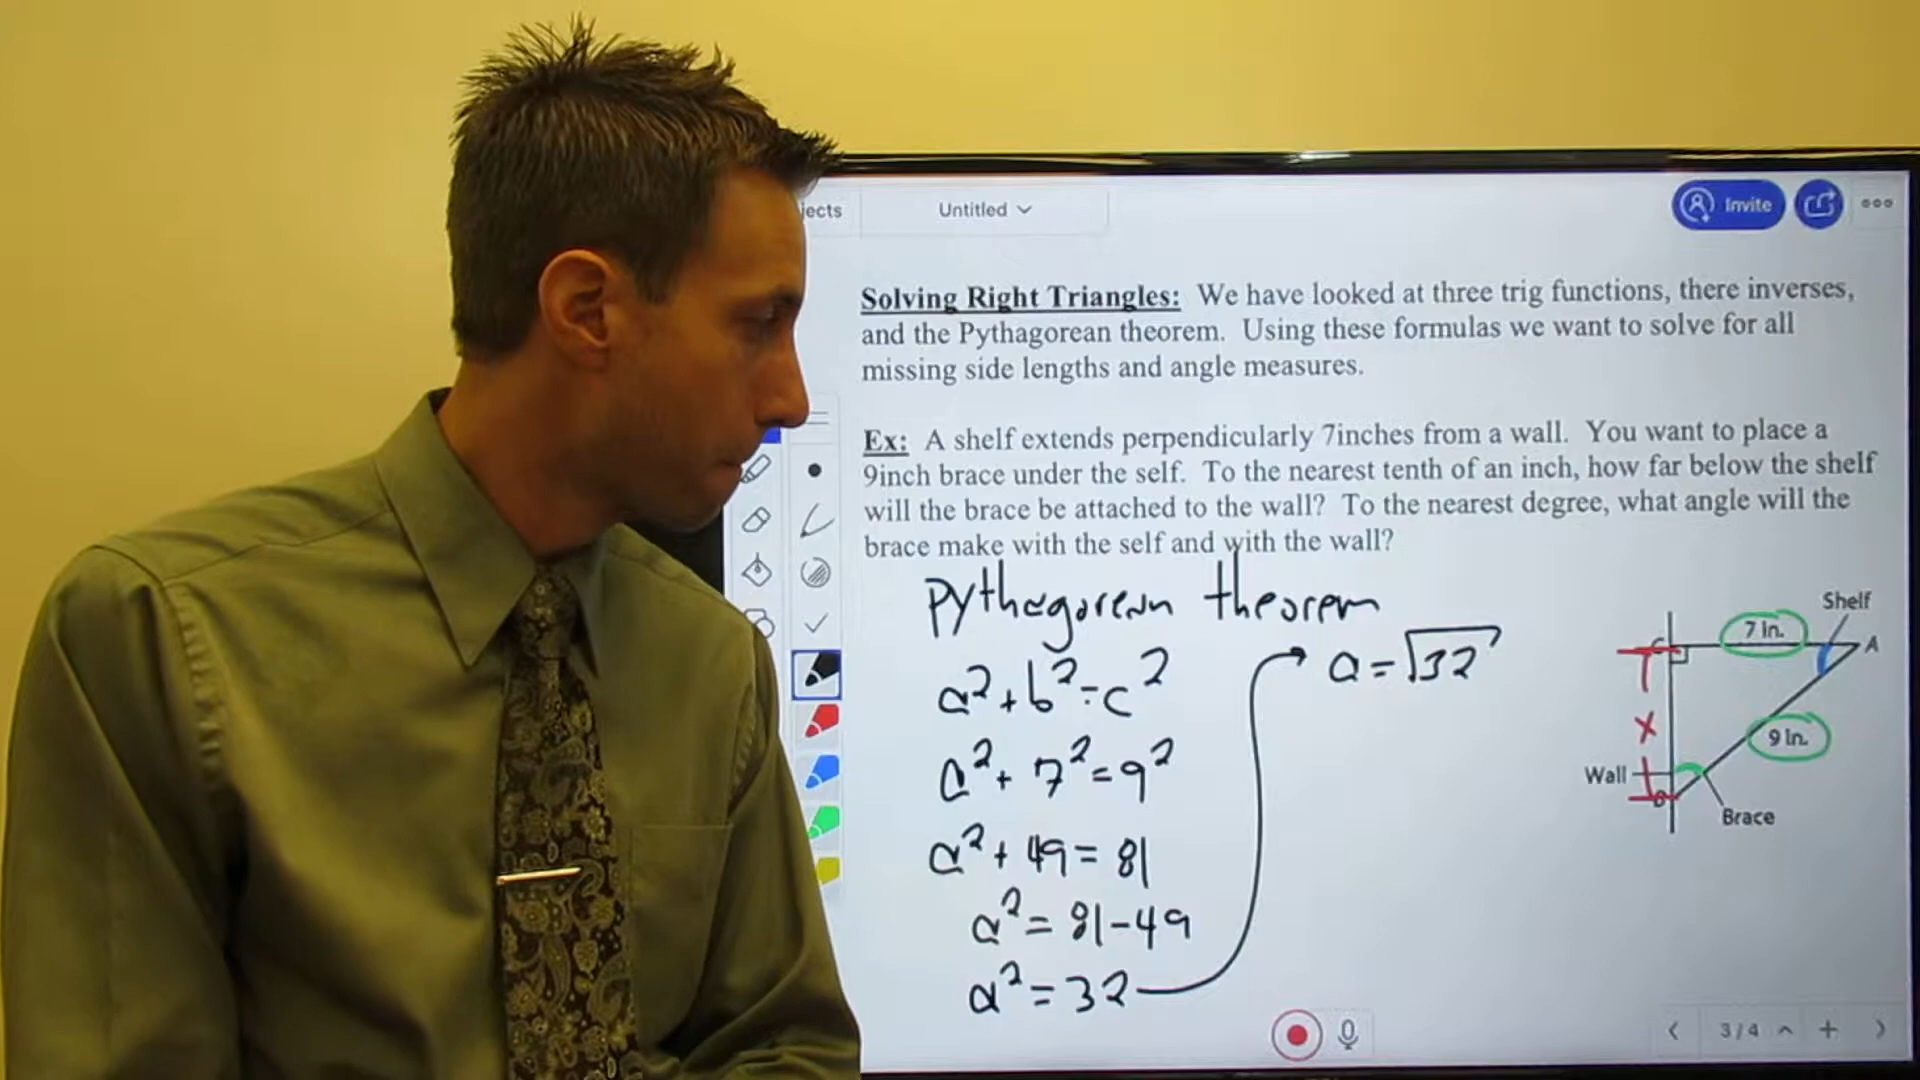 jects
Untitled
Invite
Solving Right Triangles: We have looked at three trig functions, there inverses,
and the Pythagorean theorem. Using these formulas we want to solve for all
missing side lengths and angle measures.
Ex: A shelf extends perpendicularly 7inches from a wall. You want to place a
9inch brace under the self. To the nearest tenth of an inch, how far below the shelf
will the brace be attached to the wall? To the nearest degree, what angle will the
brace make with the self and with the wall?
Pythagorean theorem
a²+b²=c²
a²+7²=9²
a²+49=81
a²=81-49
a²=32
a=√32
Shelf
7 in.
A
C
x
9 in.
Wall
B
Brace
3/4